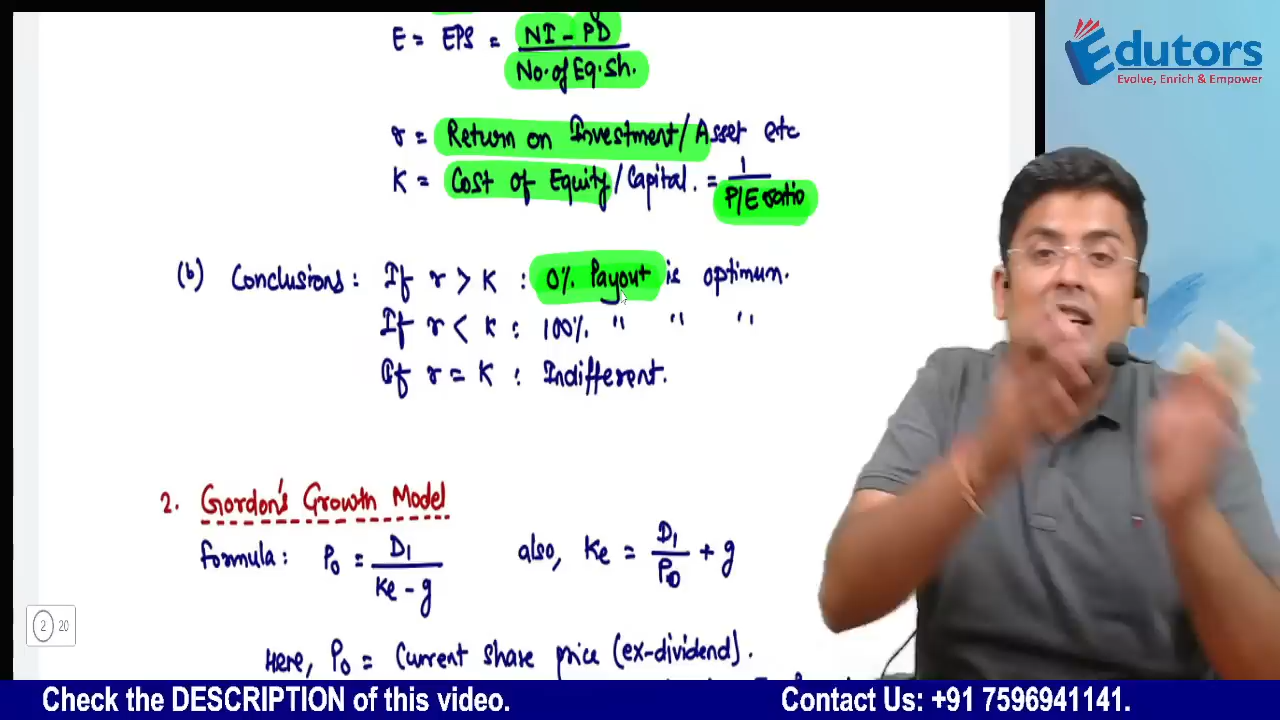 E = EPS = NI - PD / No. of Eq. sh.
r = Return on Investment / Asset etc
K = Cost of Equity / Capital. = 1 / P/E ratio
(b) Conclusions: If r > K : 0% Payout is optimum.
If r < K : 100% " " "
If r = K : Indifferent.
2. Gordon's Growth Model
formula: P0 = D1 / Ke - g also, Ke = D1 / P0 + g
Here, P0 = Current share price (ex-dividend).
2 20
Edutors
Evolve, Enrich & Empower
Check the DESCRIPTION of this video.
Contact Us: +91 7596941141.